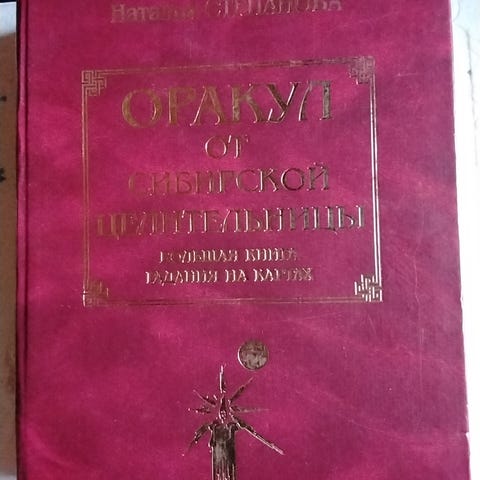 Наталья СТЕПАНОВА
ОРАКУЛ
ОТ
СИБИРСКОЙ
ЦЕЛИТЕЛЬНИЦЫ
БОЛЬШАЯ КНИГА
ГАДАНИЯ НА КАРТАХ